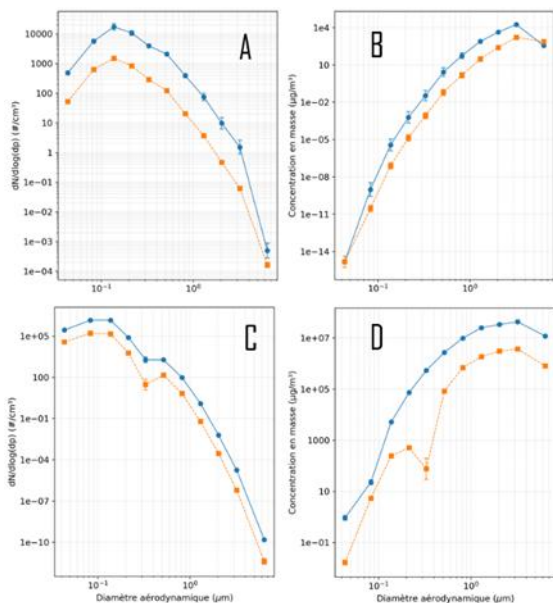 A
dN/dlog(dp) (#/cm³)
10000
1000
100
10
1
1e−01
1e−02
1e−03
1e−04
10⁻¹
10⁰
B
Concentration en masse (µg/m³)
1e+04
10
1e−02
1e−05
1e−08
1e−11
1e−14
10⁻¹
10⁰
C
dN/dlog(dp) (#/cm³)
1e+05
100
1e−04
1e−07
1e−10
10⁻¹
10⁰
Diamètre aérodynamique (µm)
D
Concentration en masse (µg/m³)
1e+07
1e+05
1000
10
1e−01
10⁻¹
10⁰
Diamètre aérodynamique (µm)